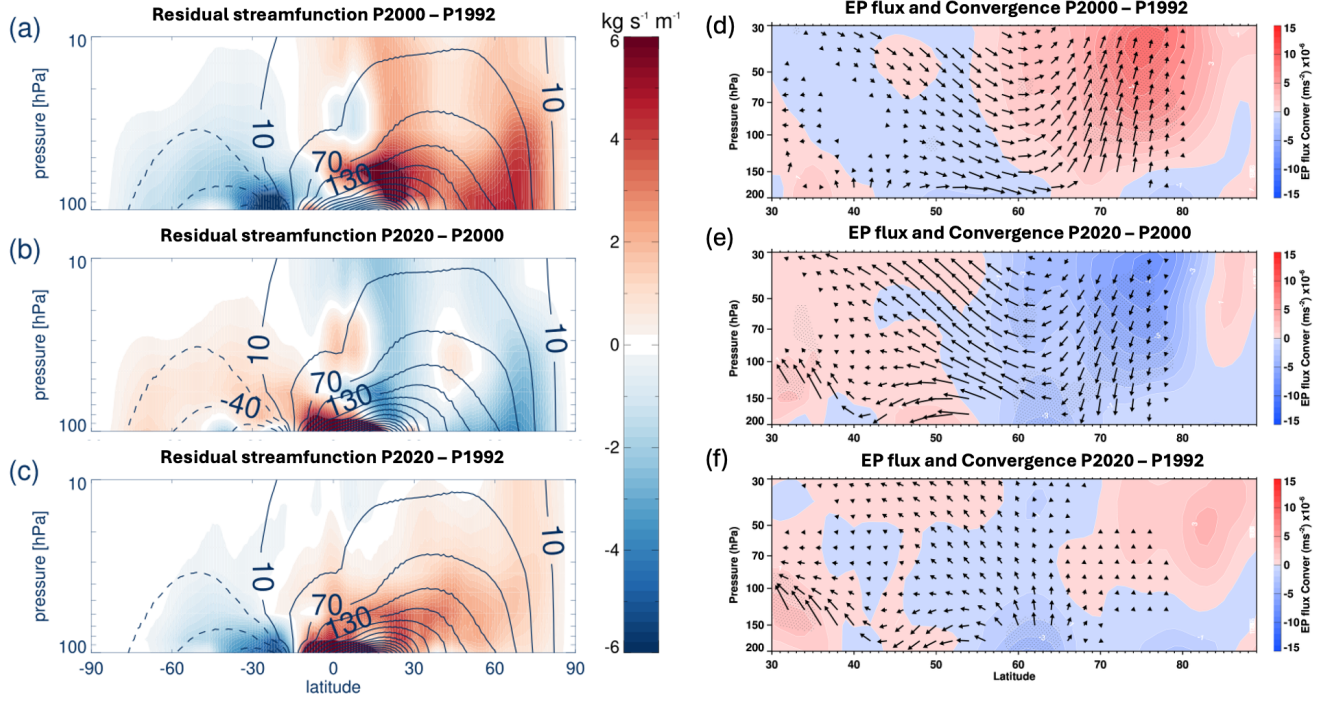 (a)
Residual streamfunction P2000 – P1992
kg s⁻¹ m⁻¹
pressure [hPa]
10
100
10
70
130
10
6
4
2
0
-2
-4
-6
(b)
Residual streamfunction P2020 – P2000
pressure [hPa]
10
100
10
-40
70
130
10
(c)
Residual streamfunction P2020 – P1992
pressure [hPa]
10
100
10
70
130
10
-90 -60 -30 0 30 60 90
latitude
(d)
EP flux and Convergence P2000 – P1992
Pressure (hPa)
30
50
70
100
150
200
30 40 50 60 70 80
15
10
5
0
-5
-10
-15
EP flux Conver (ms⁻²) x10⁻⁶
(e)
EP flux and Convergence P2020 – P2000
Pressure (hPa)
30
50
70
100
150
200
30 40 50 60 70 80
15
10
5
0
-5
-10
-15
EP flux Conver (ms⁻²) x10⁻⁶
(f)
EP flux and Convergence P2020 – P1992
Pressure (hPa)
30
50
70
100
150
200
30 40 50 60 70 80
Latitude
15
10
5
0
-5
-10
-15
EP flux Conver (ms⁻²) x10⁻⁶